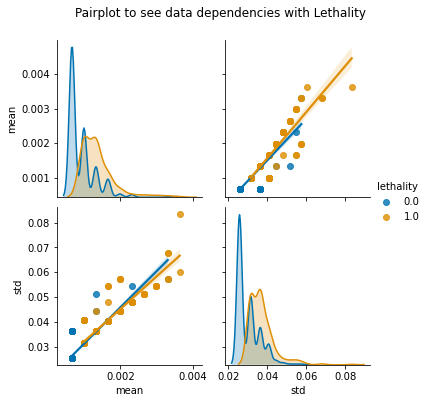 Pairplot to see data dependencies with Lethality
0.004
0.003
0.002
0.001
mean
lethality
0.0
1.0
0.08
0.07
0.06
0.05
0.04
0.03
std
0.002 0.004
mean
0.02 0.04 0.06 0.08
std